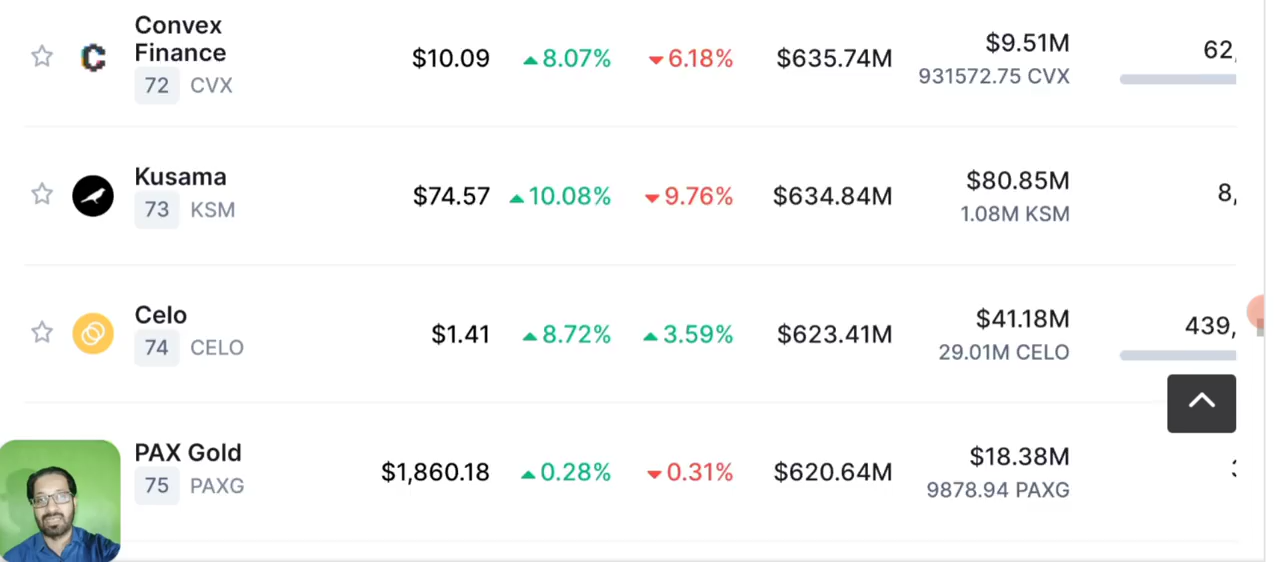 Convex
Finance
$10.09 8.07% 6.18% $635.74M $9.51M 62,
72 CVX 931572.75 CVX
Kusama
$74.57 10.08% 9.76% $634.84M $80.85M 8,
73 KSM 1.08M KSM
Celo
$1.41 8.72% 3.59% $623.41M $41.18M 439,
74 CELO 29.01M CELO
PAX Gold
$1,860.18 0.28% 0.31% $620.64M $18.38M
75 PAXG 9878.94 PAXG